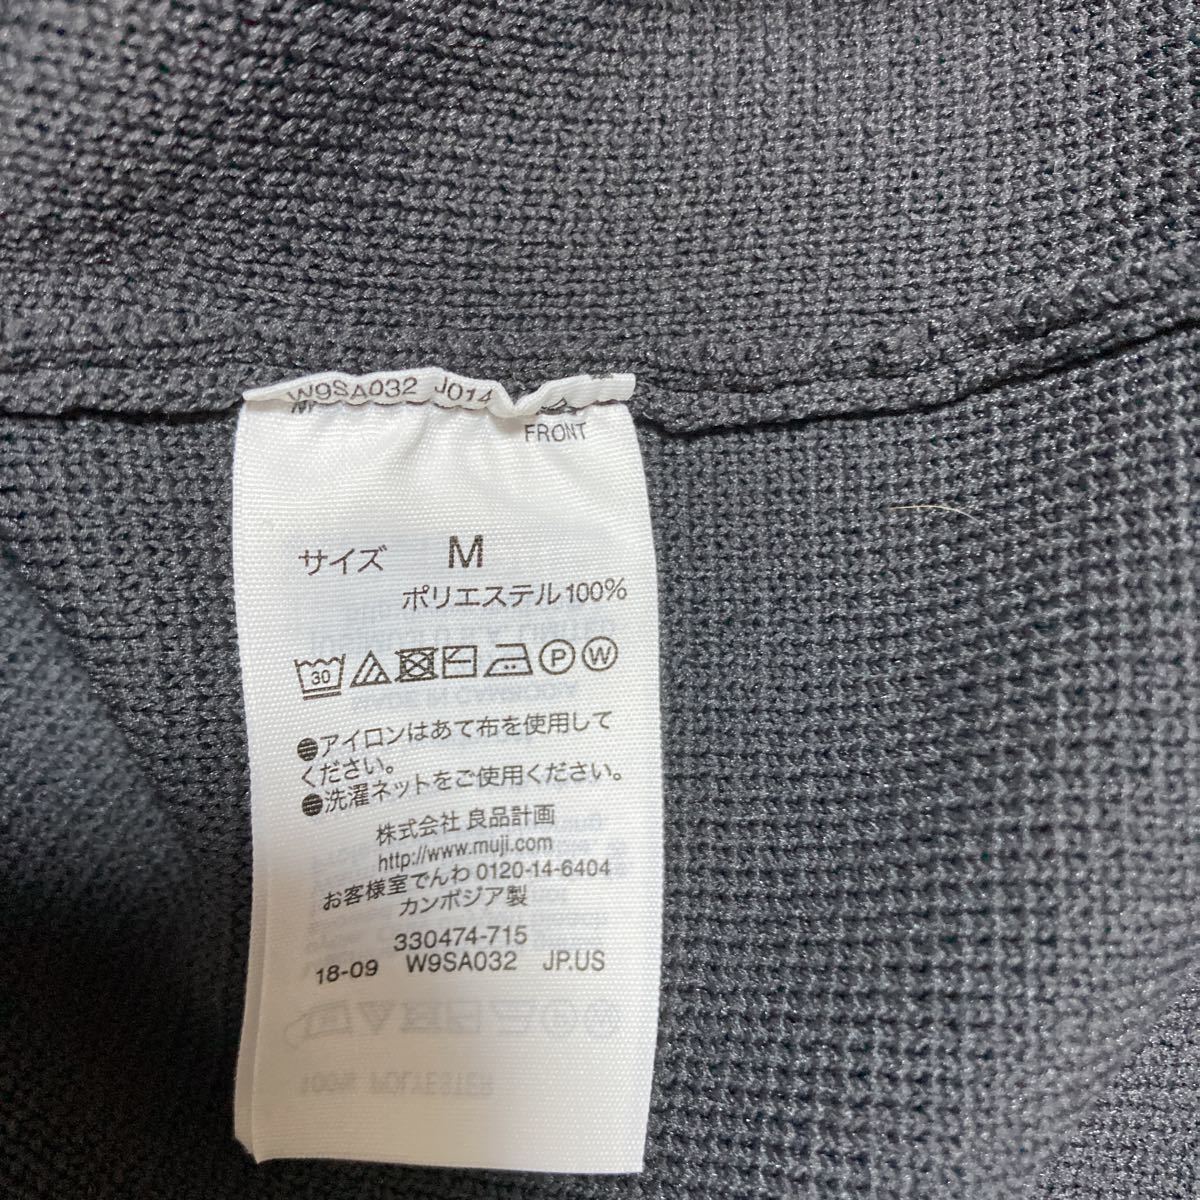 W9SA032 J014
FRONT
サイズ M
ポリエステル100%
30 P W
●アイロンはあて布を使用して
ください。
●洗濯ネットをご使用ください。
株式会社 良品計画
http://www.muji.com
お客様室でんわ 0120-14-6404
カンボジア製
330474-715
18-09 W9SA032 JP.US